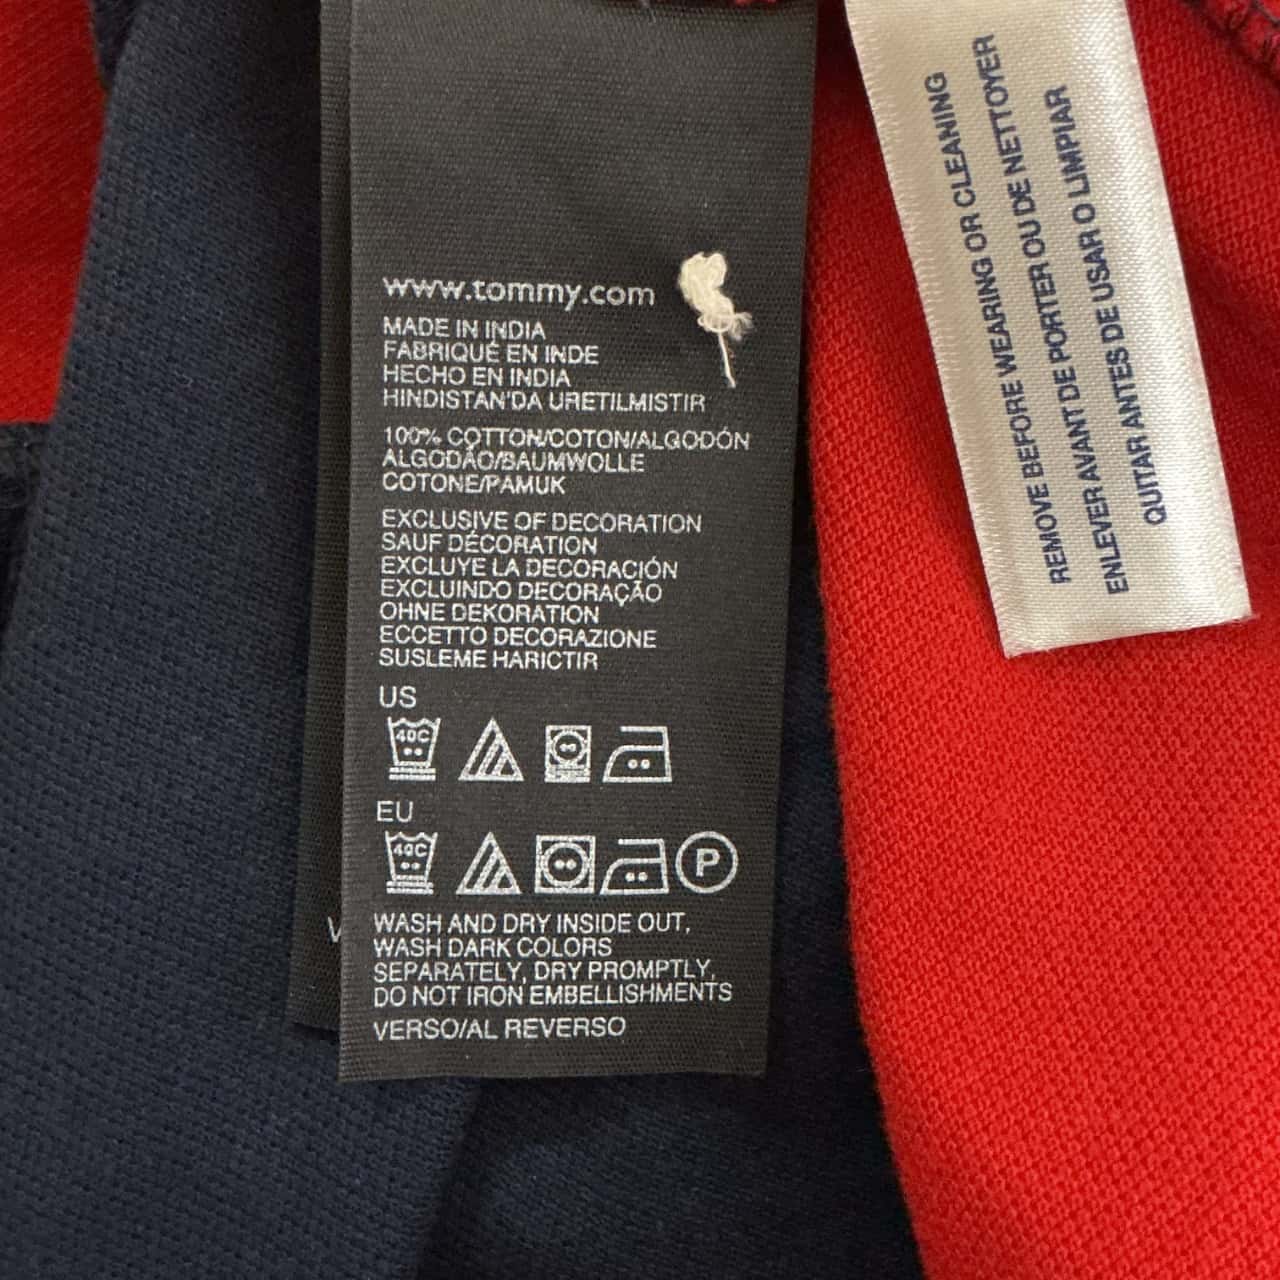 www.tommy.com
MADE IN INDIA
FABRIQUÉ EN INDE
HECHO EN INDIA
HINDISTAN'DA URETILMISTIR
100% COTTON/COTON/ALGODÓN
ALGODÃO/BAUMWOLLE
COTONE/PAMUK
EXCLUSIVE OF DECORATION
SAUF DÉCORATION
EXCLUYE LA DECORACIÓN
EXCLUINDO DECORAÇÃO
OHNE DEKORATION
ECCETTO DECORAZIONE
SUSLEME HARICTIR
US
40C
EU
40C P
WASH AND DRY INSIDE OUT,
WASH DARK COLORS
SEPARATELY, DRY PROMPTLY,
DO NOT IRON EMBELLISHMENTS
VERSO/AL REVERSO
REMOVE BEFORE WEARING OR CLEANING
ENLEVER AVANT DE PORTER OU DE NETTOYER
QUITAR ANTES DE USAR O LIMPIAR